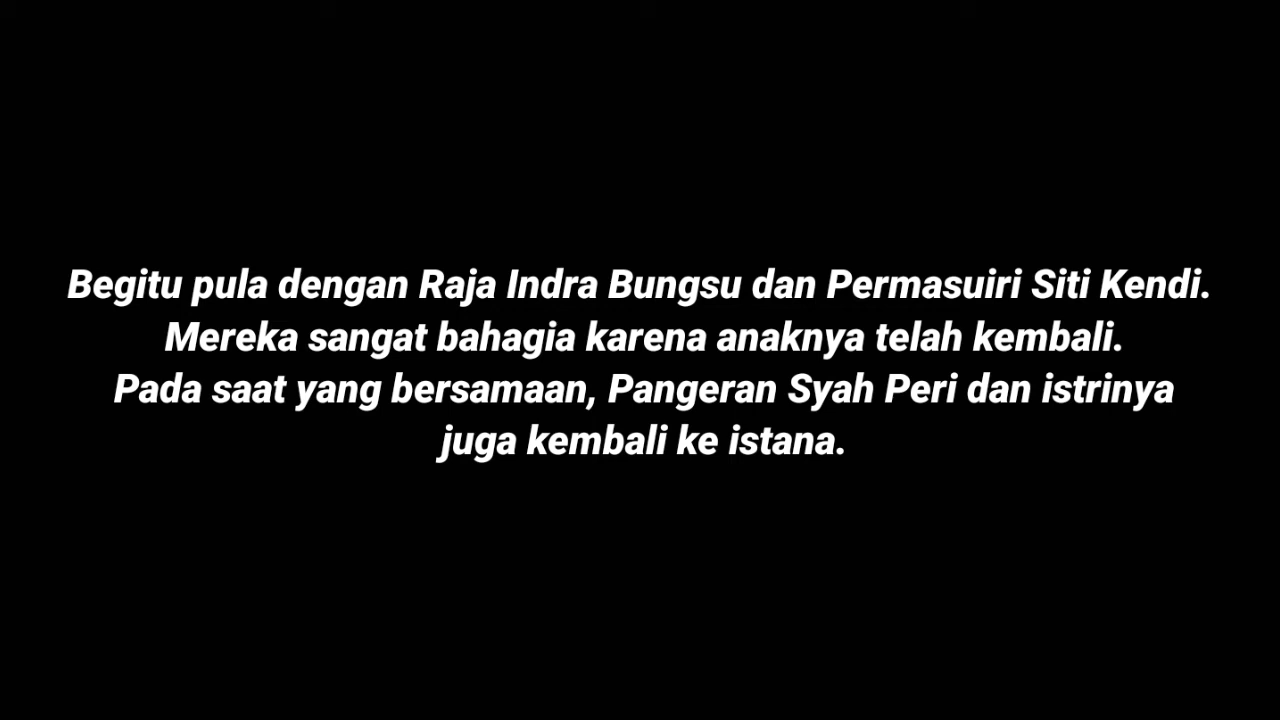 Begitu pula dengan Raja Indra Bungsu dan Permasuiri Siti Kendi.
Mereka sangat bahagia karena anaknya telah kembali.
Pada saat yang bersamaan, Pangeran Syah Peri dan istrinya
juga kembali ke istana.